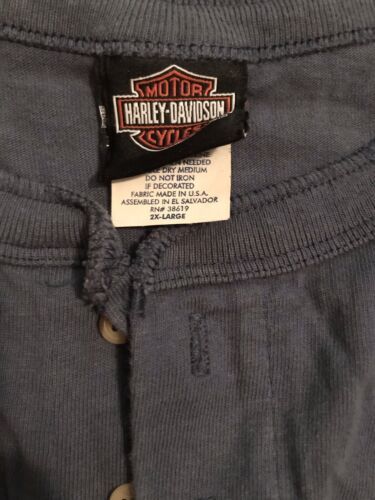 MOTOR
HARLEY-DAVIDSON
CYCLES
NEEDED
DRY MEDIUM
DO NOT IRON
IF DECORATED
FABRIC MADE IN U.S.A.
ASSEMBLED IN EL SALVADOR
RN# 38619
2X-LARGE